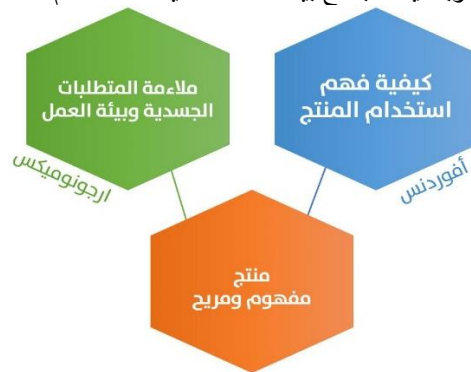 كيفية فهم
استخدام المنتج
أفوردنس
ملاءمة المتطلبات
الجسدية وبيئة العمل
ارجونوميكس
منتج
مفهوم ومريح